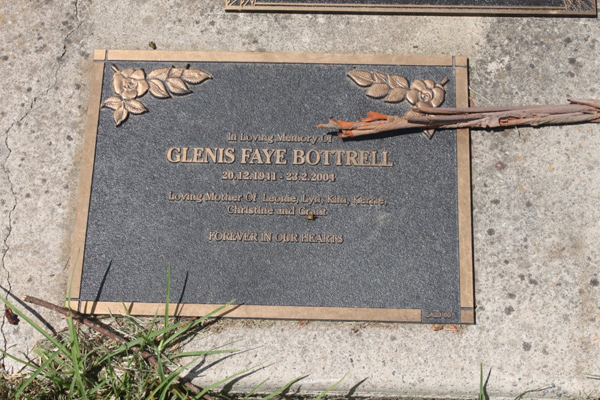 In Loving Memory Of
GLENIS FAYE BOTTRELL
20.12.1941 - 23.2.2004
Loving Mother Of Leonie, Lyn, Kim, Kerrie,
Christine and Grant
FOREVER IN OUR HEARTS